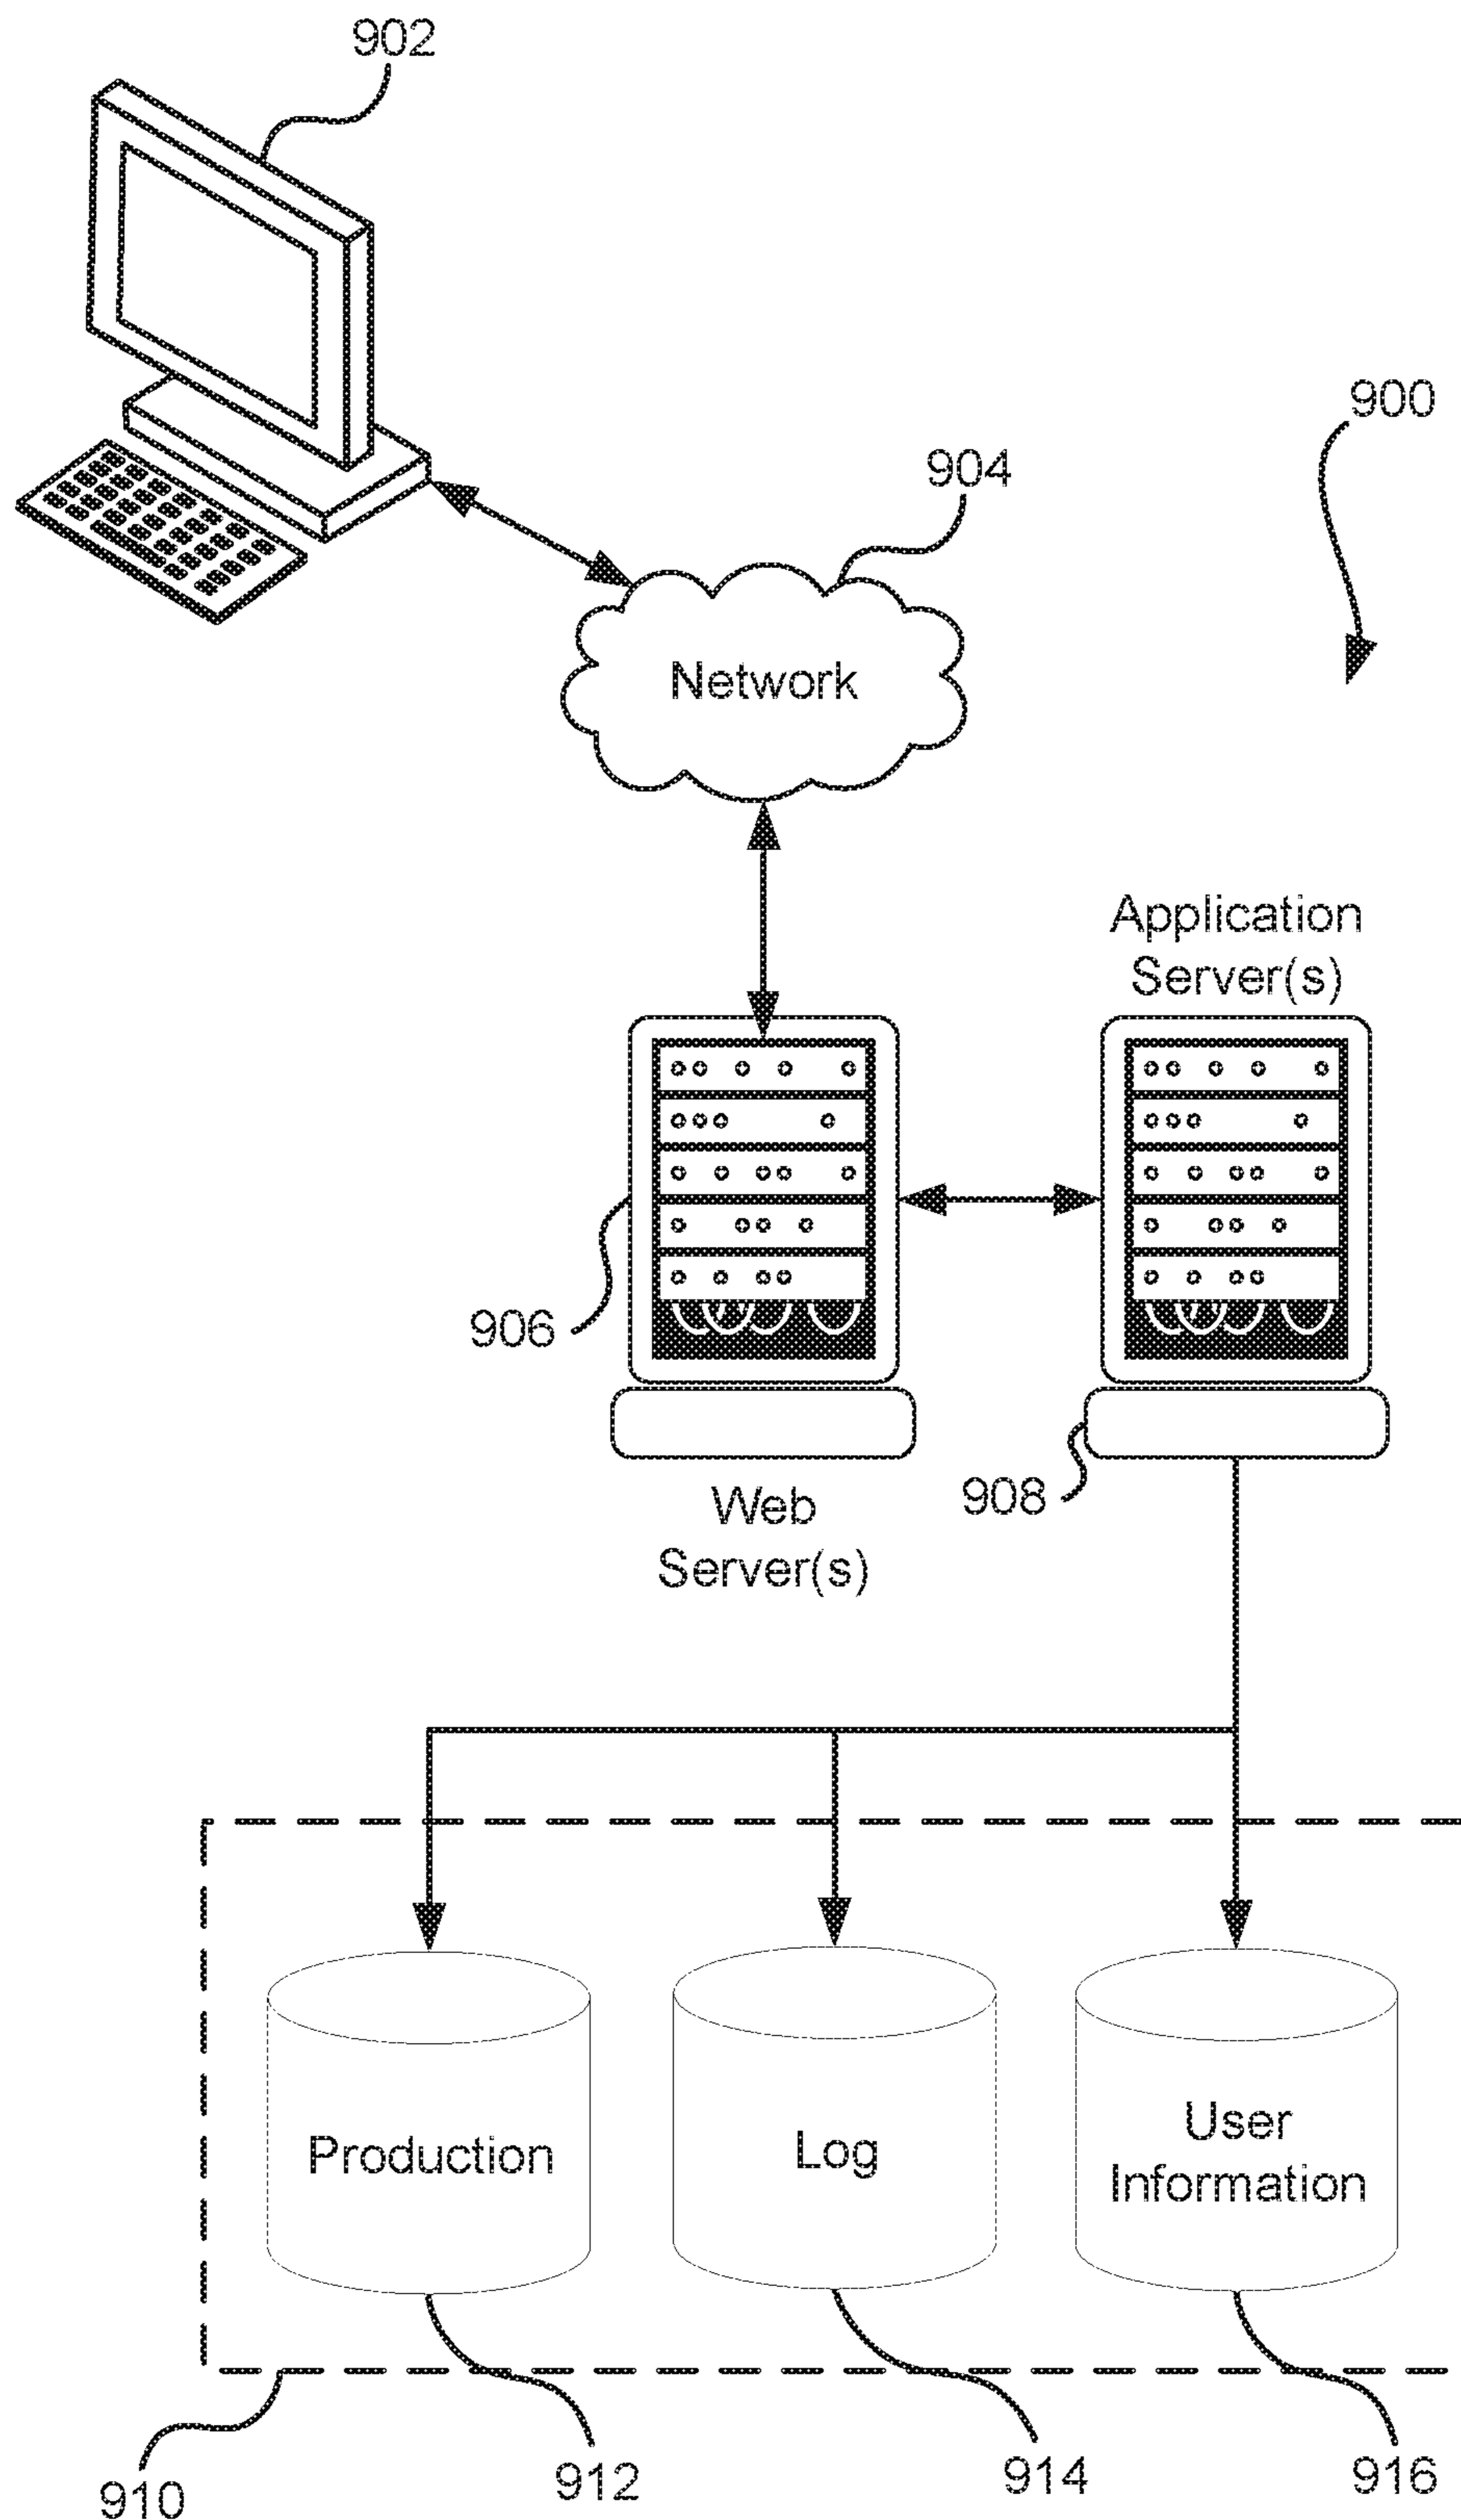 902
900
904
Network
Application
Server(s)
906
908
Web
Server(s)
Production
Log
User
Information
910
912
914
916